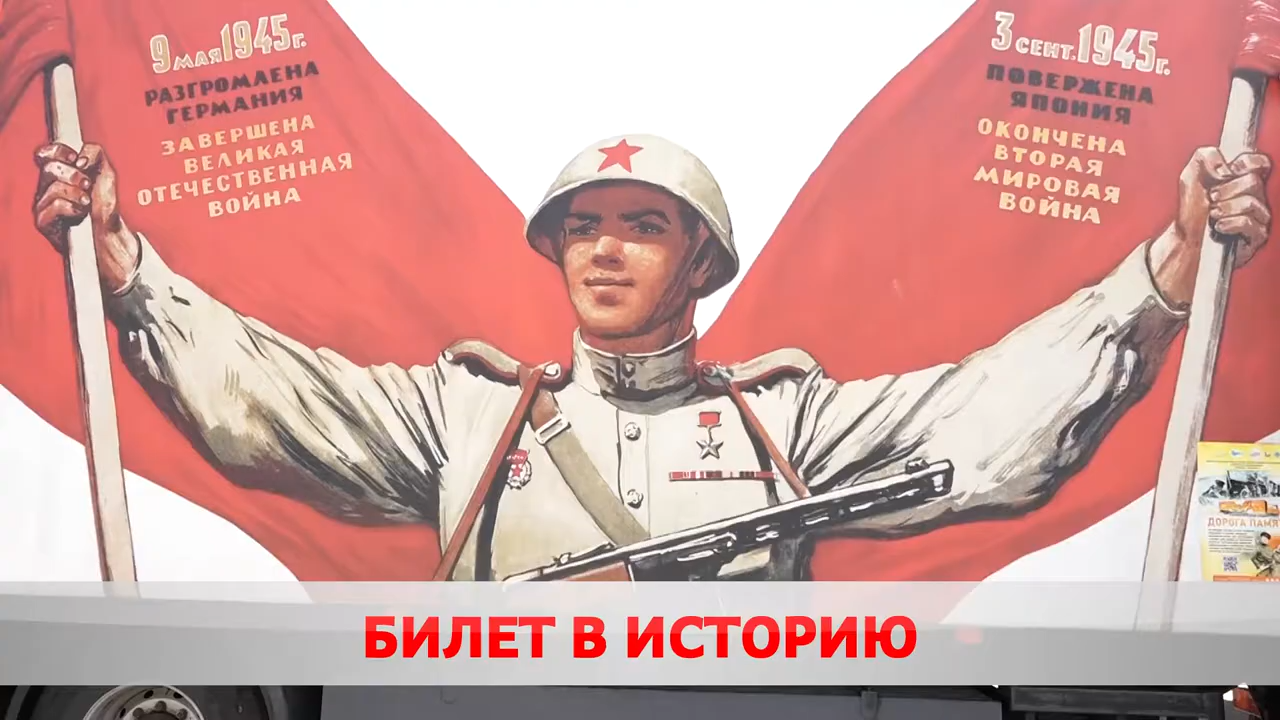 9 МАЯ 1945 г.
РАЗГРОМЛЕНА
ГЕРМАНИЯ
ЗАВЕРШЕНА
ВЕЛИКАЯ
ОТЕЧЕСТВЕННАЯ
ВОЙНА
3 СЕНТ. 1945 г.
ПОВЕРЖЕНА
ЯПОНИЯ
ОКОНЧЕНА
ВТОРАЯ
МИРОВАЯ
ВОЙНА
ДОРОГА ПАМЯ
БИЛЕТ В ИСТОРИЮ